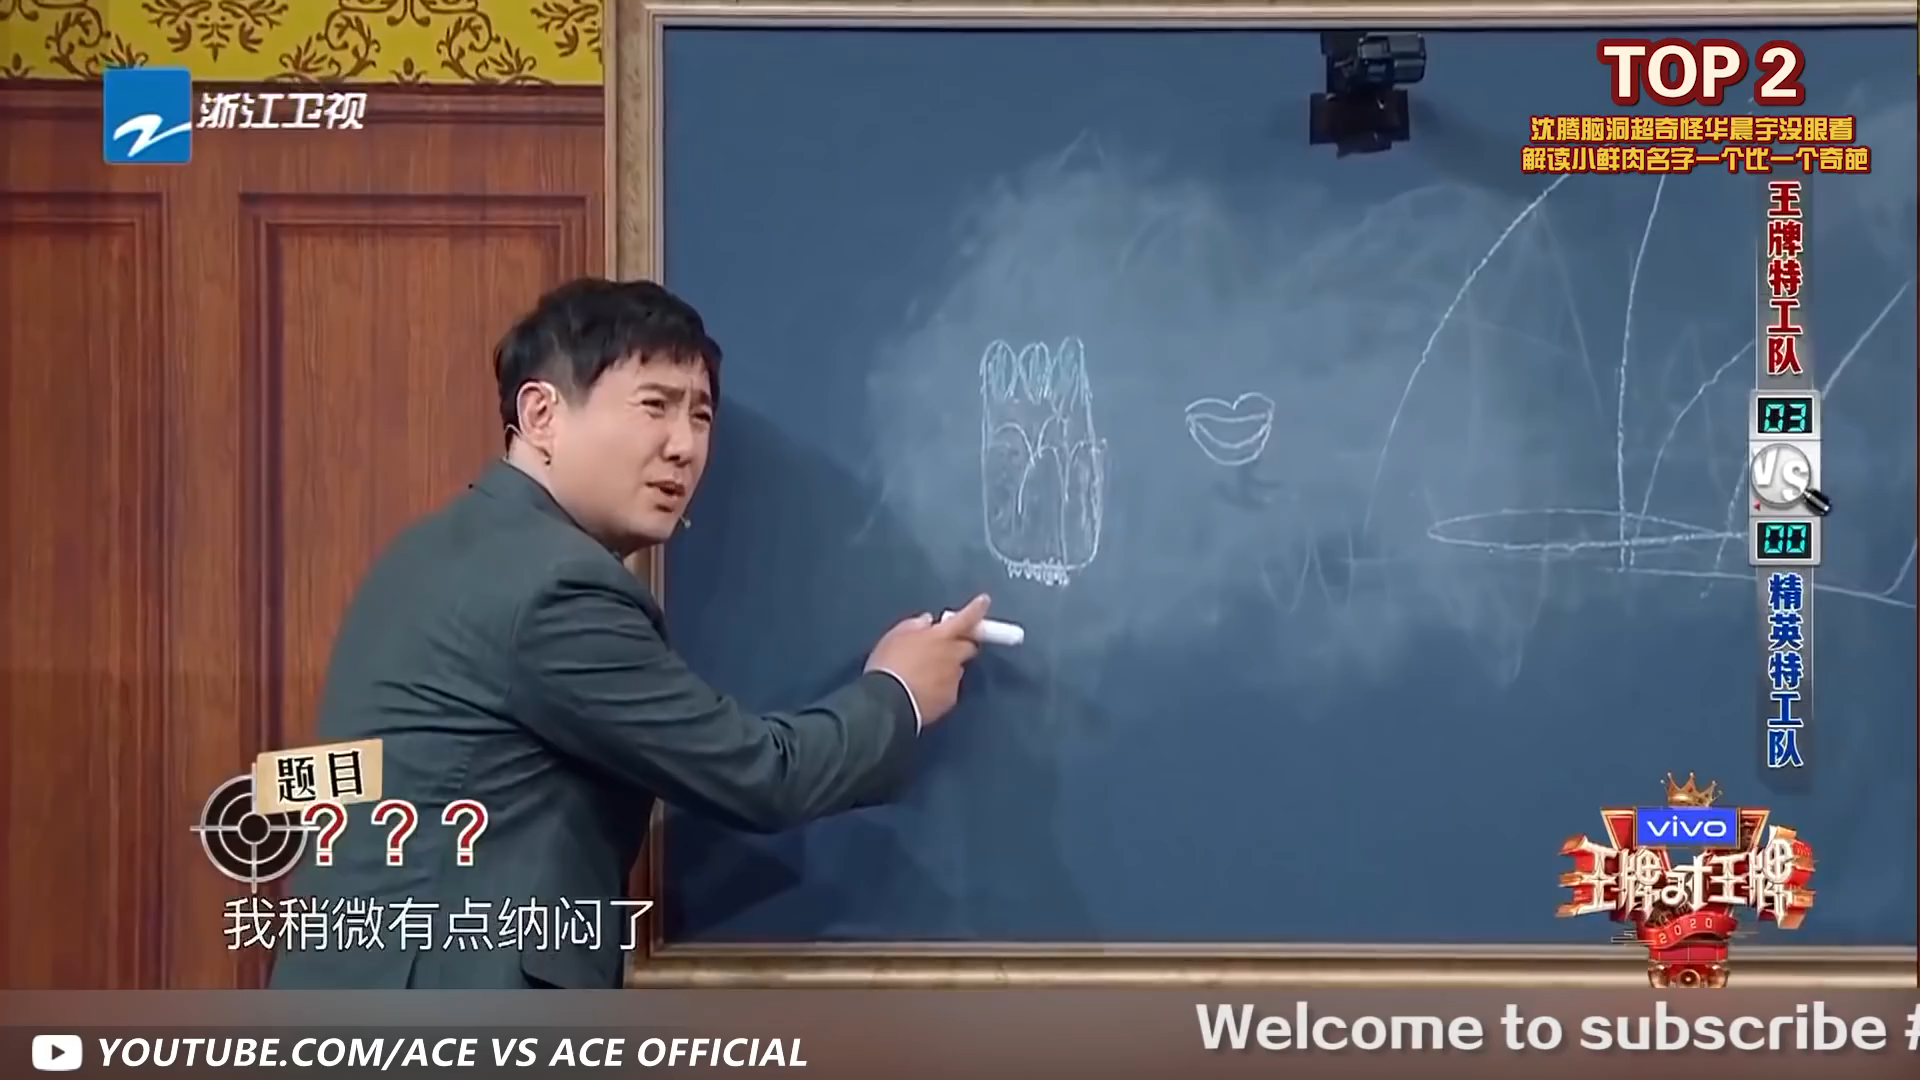 浙江卫视
TOP 2
沈腾脑洞超奇怪华晨宇没眼看
解读小鲜肉名字一个比一个奇葩
王牌特工队
03
VS
00
精英特工队
题目
？？？
我稍微有点纳闷了
vivo
王牌对王牌
2020
Welcome to subscribe #
YOUTUBE.COM/ACE VS ACE OFFICIAL